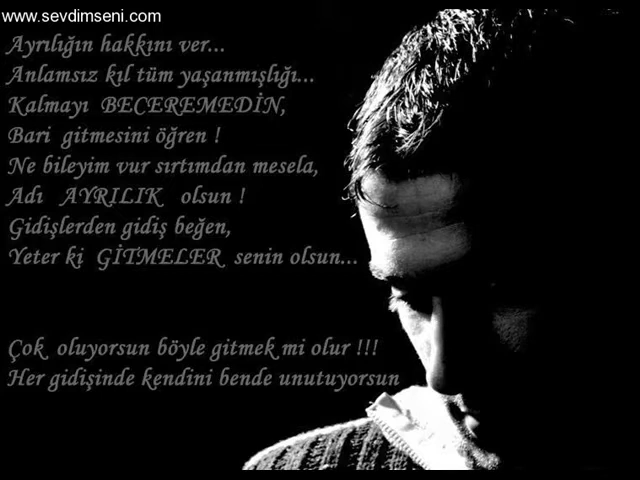 www.sevdimseni.com
Ayrılığın hakkını ver...
Anlamsız kıl tüm yaşanmışlığı...
Kalmayı BECEREMEDİN,
Bari gitmesini öğren !
Ne bileyim vur sırtımdan mesela,
Adı AYRILIK olsun !
Gidişlerden gidiş beğen,
Yeter ki GİTMELER senin olsun...
Çok oluyorsun böyle gitmek mi olur !!!
Her gidişinde kendini bende unutuyorsun